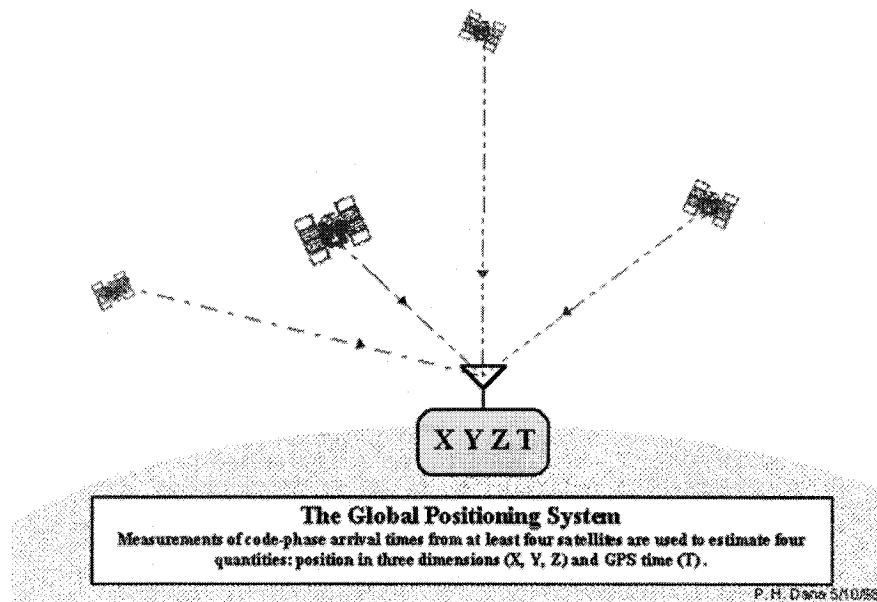 X Y Z T
The Global Positioning System
Measurements of code-phase arrival times from at least four satellites are used to estimate four
quantities: position in three dimensions (X, Y, Z) and GPS time (T).
P. H. Dana